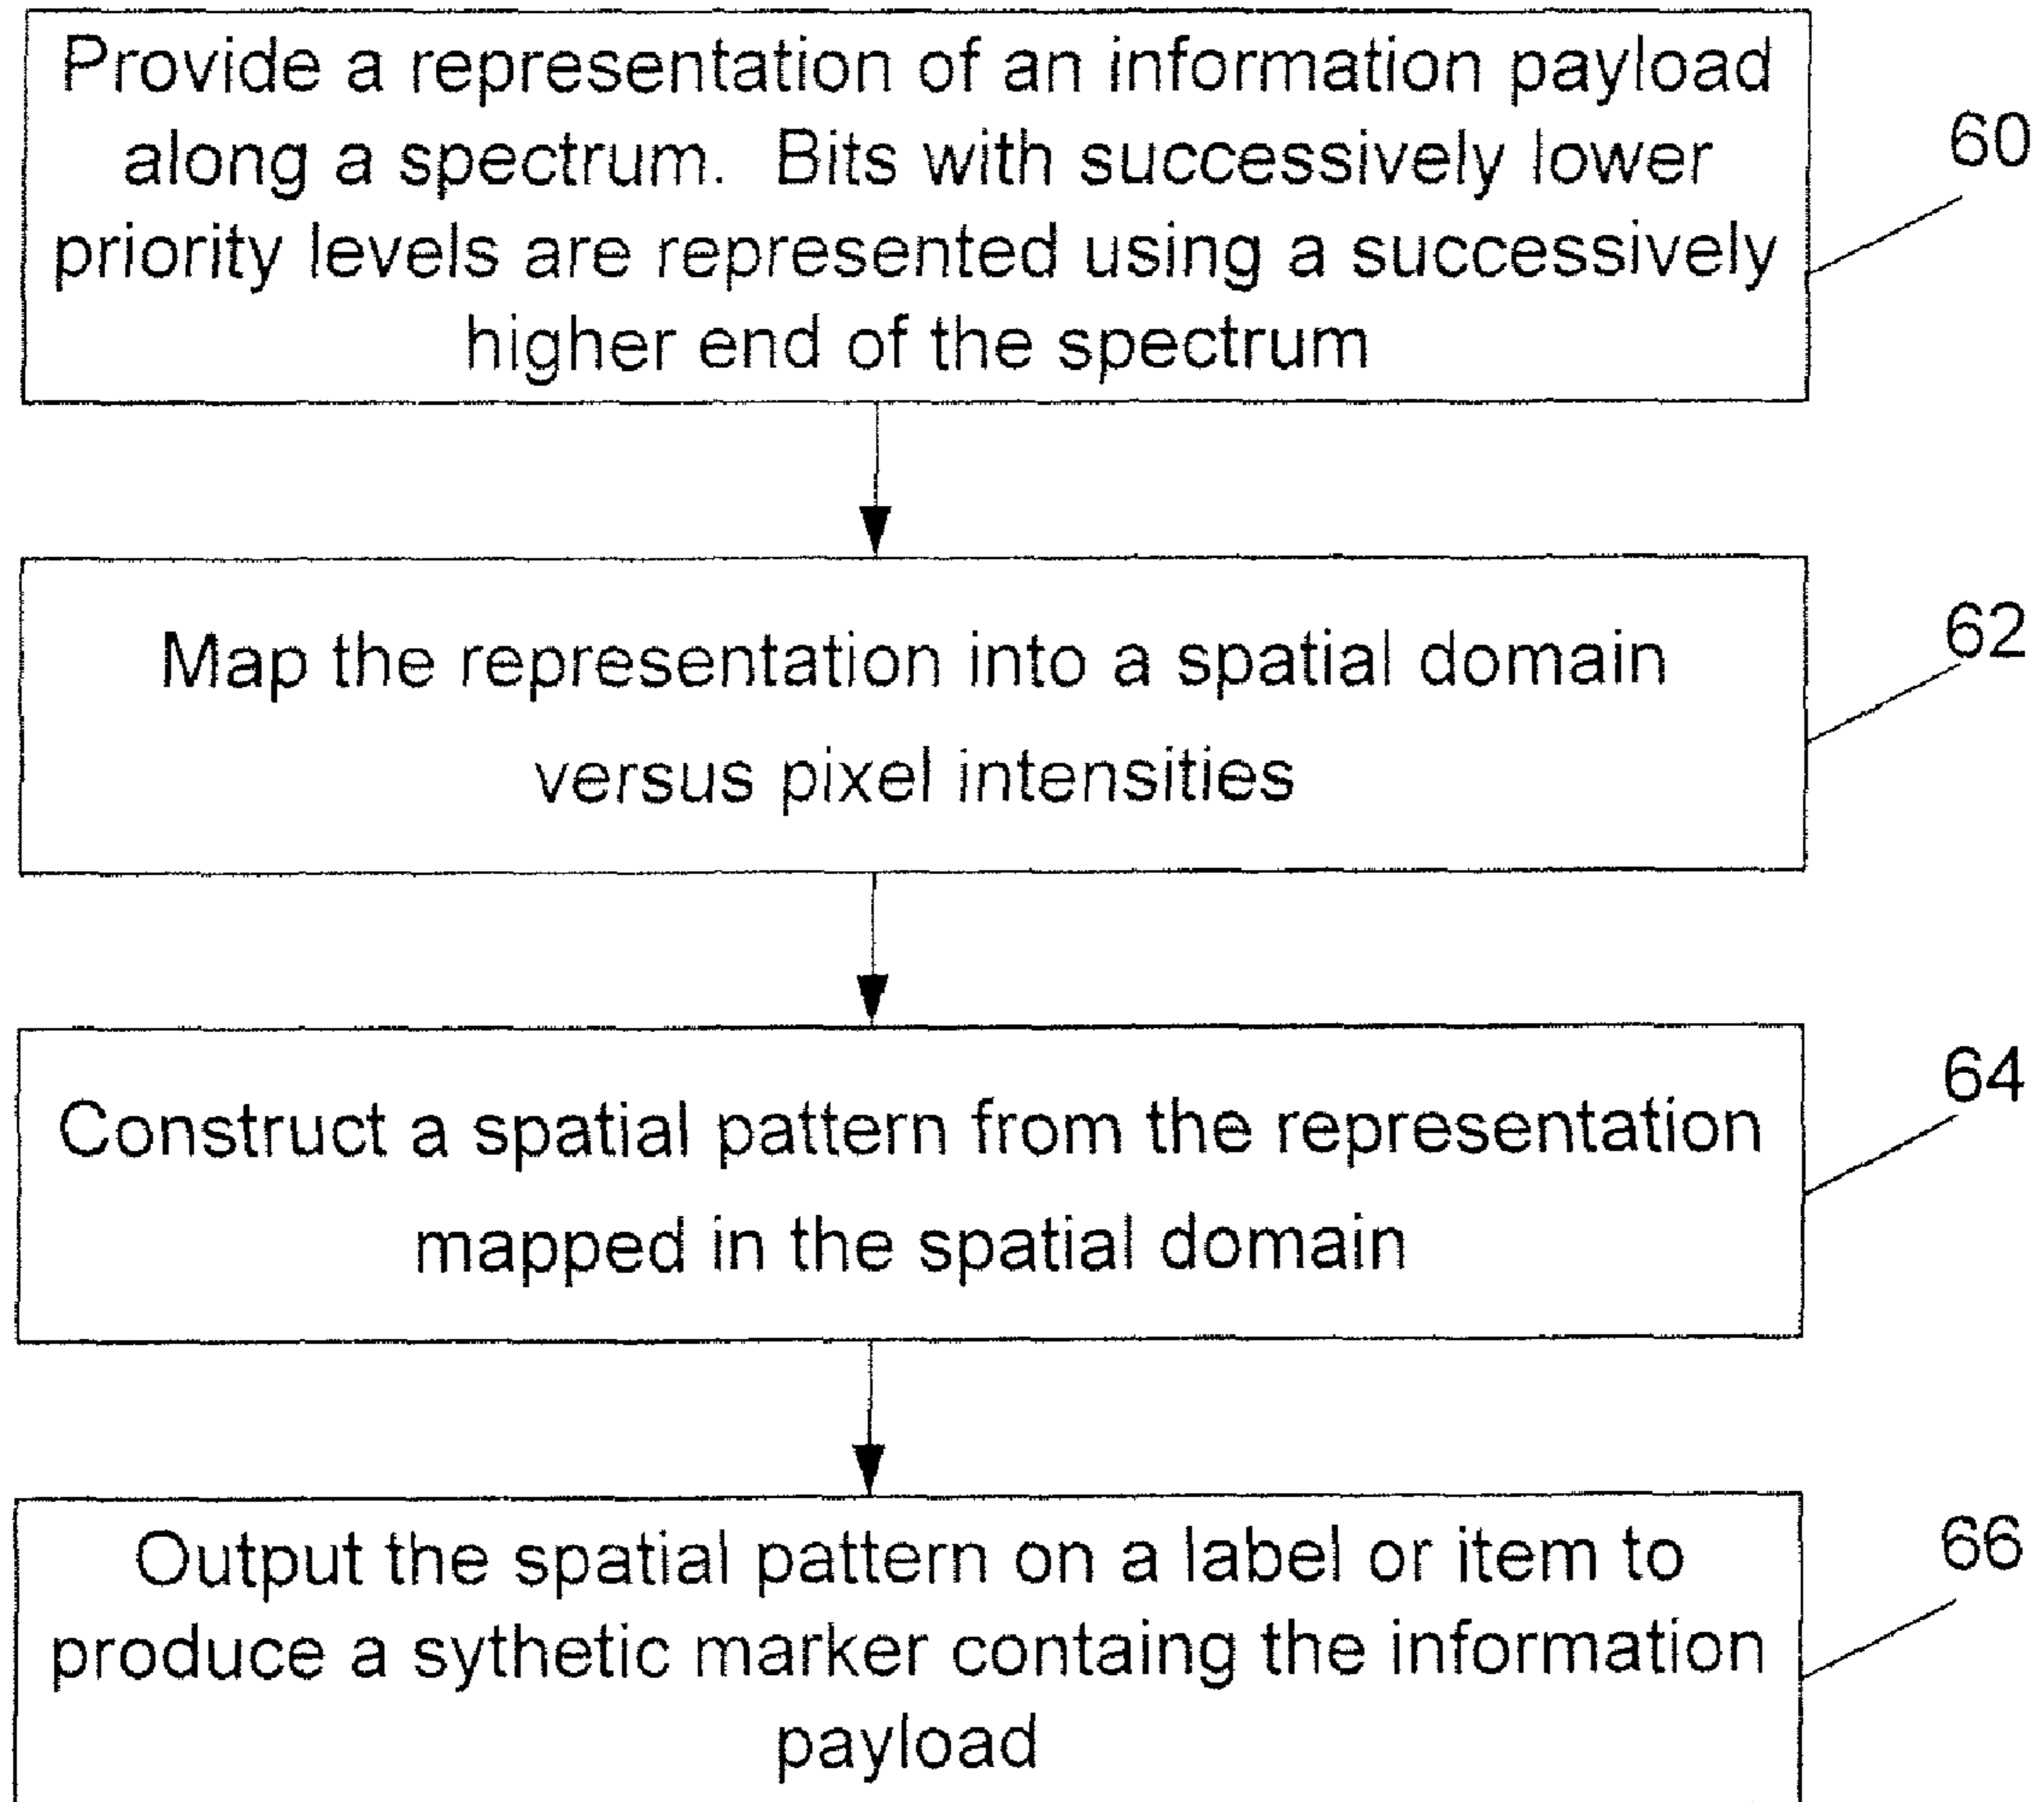 Provide a representation of an information payload
along a spectrum. Bits with successively lower
priority levels are represented using a successively
higher end of the spectrum
60
Map the representation into a spatial domain
versus pixel intensities
62
Construct a spatial pattern from the representation
mapped in the spatial domain
64
Output the spatial pattern on a label or item to
produce a sythetic marker containg the information
payload
66